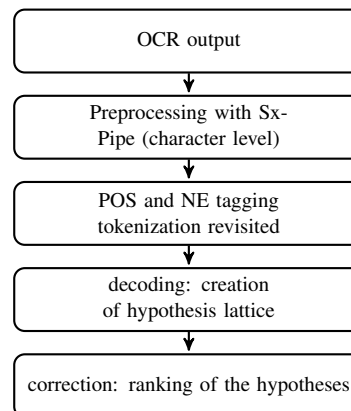 OCR output
Preprocessing with Sx-
Pipe (character level)
POS and NE tagging
tokenization revisited
decoding: creation
of hypothesis lattice
correction: ranking of the hypotheses